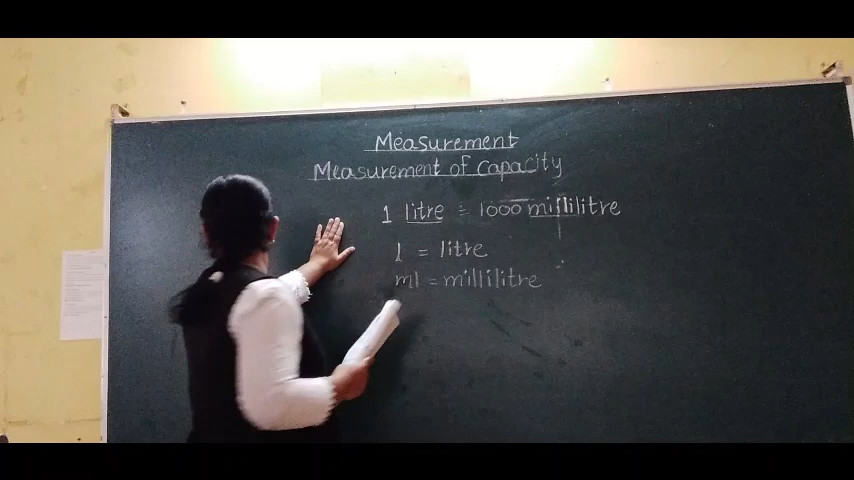 Measurement
Measurement of capacity
1 litre = 1000 millilitre
l = litre
ml = millilitre